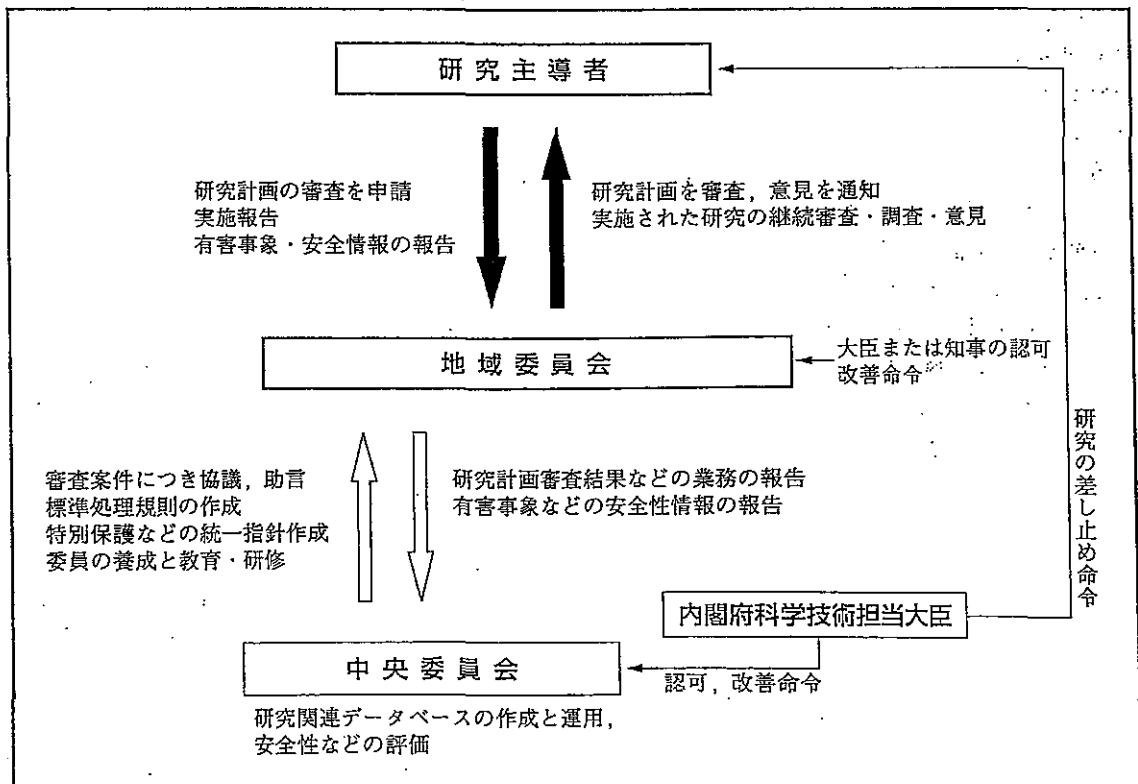 研究主導者
研究計画の審査を申請
実施報告
有害事象・安全情報の報告
研究計画を審査，意見を通知
実施された研究の継続審査・調査・意見
地域委員会
大臣または知事の認可
改善命令
審査案件につき協議，助言
標準処理規則の作成
特別保護などの統一指針作成
委員の養成と教育・研修
研究計画審査結果などの業務の報告
有害事象などの安全性情報の報告
研究の差し止め命令
内閣府科学技術担当大臣
中央委員会
認可，改善命令
研究関連データベースの作成と運用，
安全性などの評価